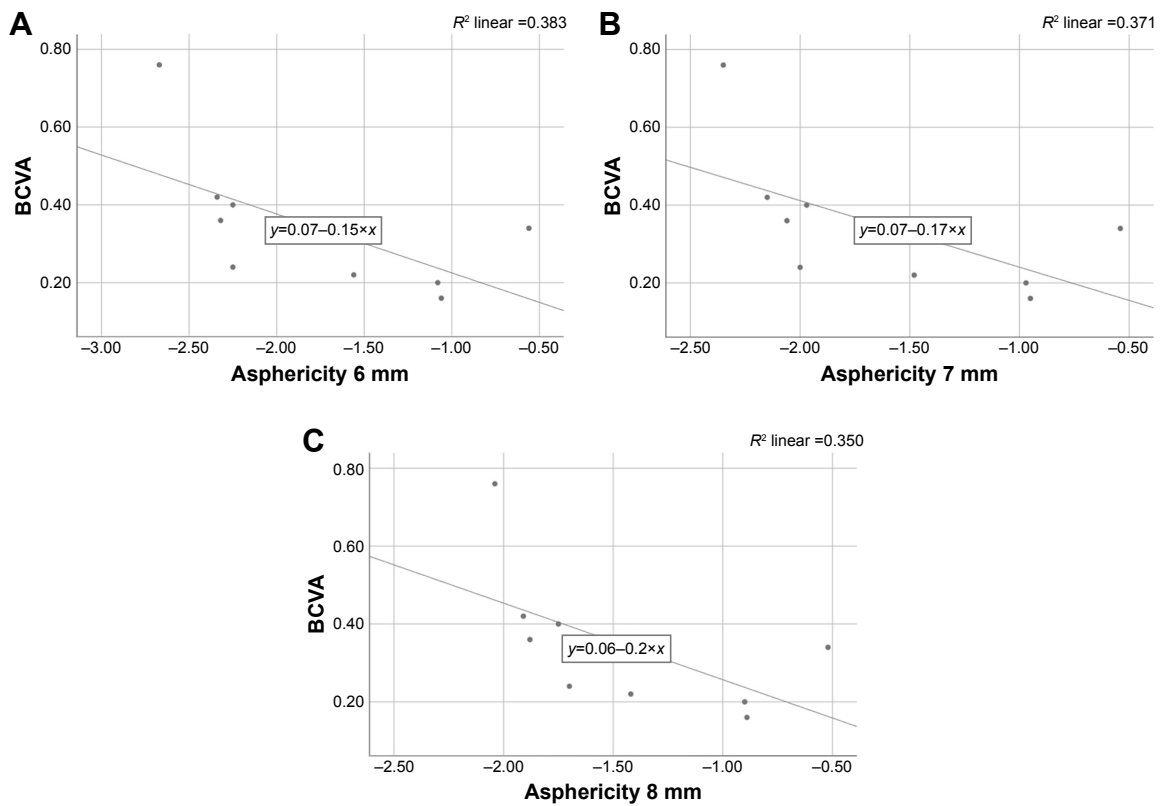 A
R² linear =0.383
0.80
0.60
0.40
0.20
BCVA
y=0.07–0.15×x
–3.00 –2.50 –2.00 –1.50 –1.00 –0.50
Asphericity 6 mm
B
R² linear =0.371
0.80
0.60
0.40
0.20
BCVA
y=0.07–0.17×x
–2.50 –2.00 –1.50 –1.00 –0.50
Asphericity 7 mm
C
R² linear =0.350
0.80
0.60
0.40
0.20
BCVA
y=0.06–0.2×x
–2.50 –2.00 –1.50 –1.00 –0.50
Asphericity 8 mm